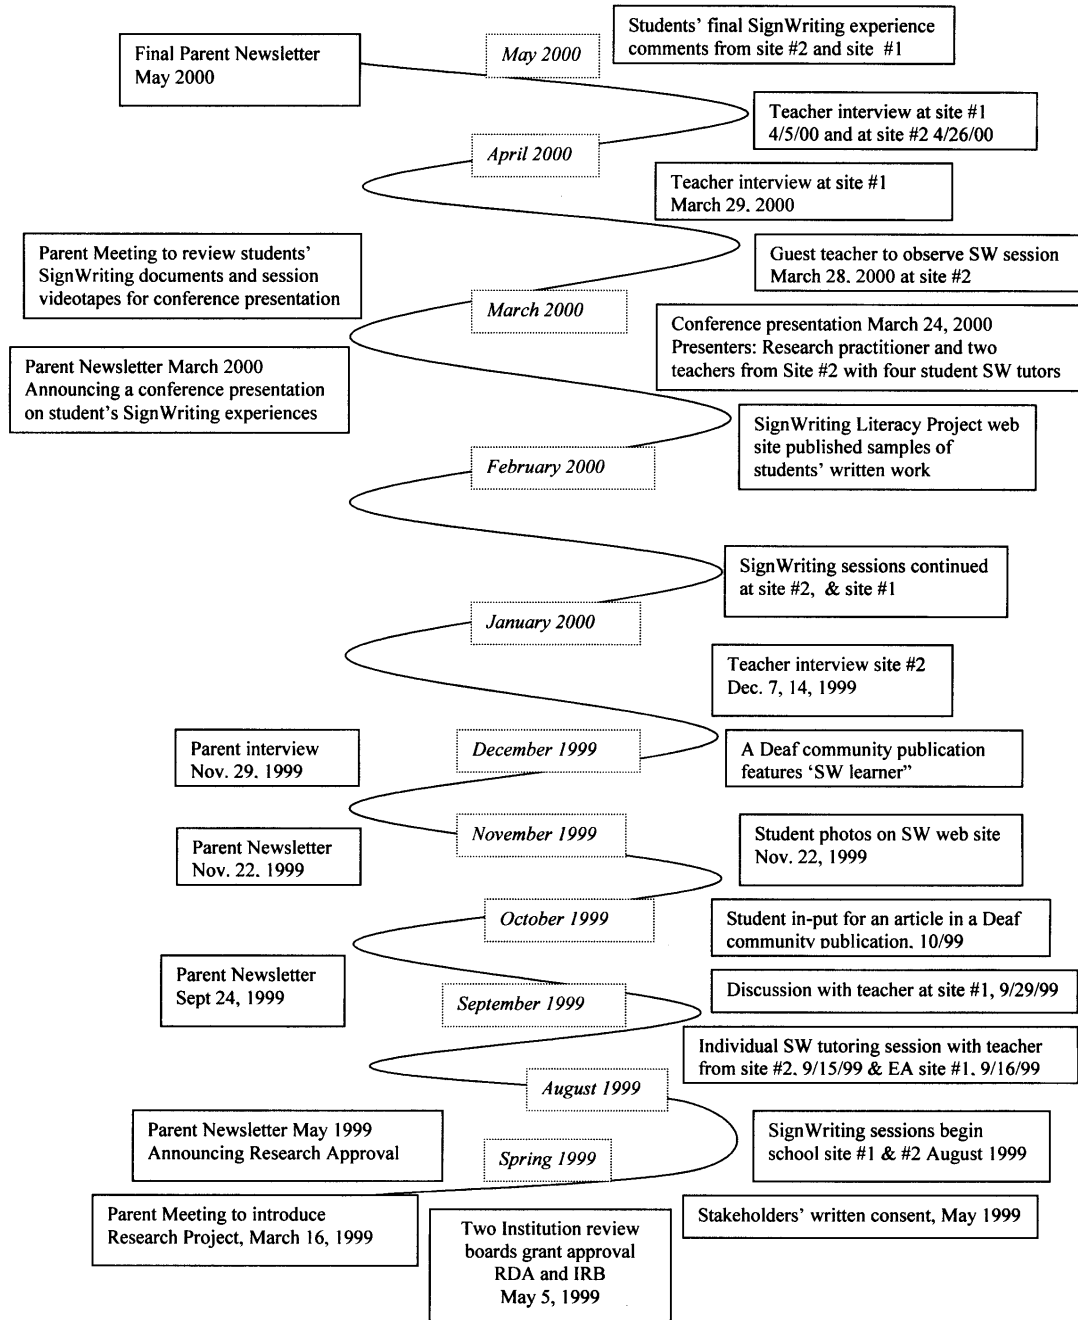 Students’ final SignWriting experience
comments from site #2 and site #1
Final Parent Newsletter
May 2000
May 2000
Teacher interview at site #1
4/5/00 and at site #2 4/26/00
April 2000
Teacher interview at site #1
March 29. 2000
Parent Meeting to review students’
SignWriting documents and session
videotapes for conference presentation
Guest teacher to observe SW session
March 28. 2000 at site #2
March 2000
Conference presentation March 24, 2000
Presenters: Research practitioner and two
teachers from Site #2 with four student SW tutors
Parent Newsletter March 2000
Announcing a conference presentation
on student’s SignWriting experiences
SignWriting Literacy Project web
site published samples of
students’ written work
February 2000
SignWriting sessions continued
at site #2, & site #1
January 2000
Teacher interview site #2
Dec. 7, 14, 1999
Parent interview
Nov. 29. 1999
December 1999
A Deaf community publication
features ‘SW learner”
November 1999
Parent Newsletter
Nov. 22. 1999
Student photos on SW web site
Nov. 22, 1999
October 1999
Student in-put for an article in a Deaf
community publication. 10/99
Parent Newsletter
Sept 24, 1999
September 1999
Discussion with teacher at site #1, 9/29/99
Individual SW tutoring session with teacher
from site #2. 9/15/99 & EA site #1. 9/16/99
August 1999
Parent Newsletter May 1999
Announcing Research Approval
Spring 1999
SignWriting sessions begin
school site #1 & #2 August 1999
Parent Meeting to introduce
Research Project, March 16, 1999
Two Institution review
boards grant approval
RDA and IRB
May 5, 1999
Stakeholders’ written consent, May 1999